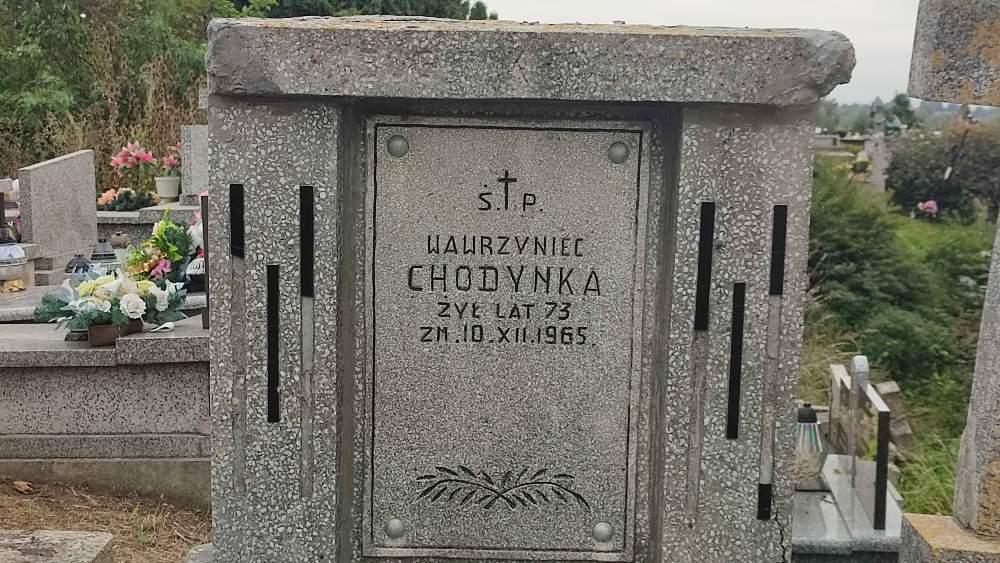 Ś.†P.
WAWRZYNIEC
CHODYNKA
ŻYŁ LAT 73
ZM.10.XII.1965.